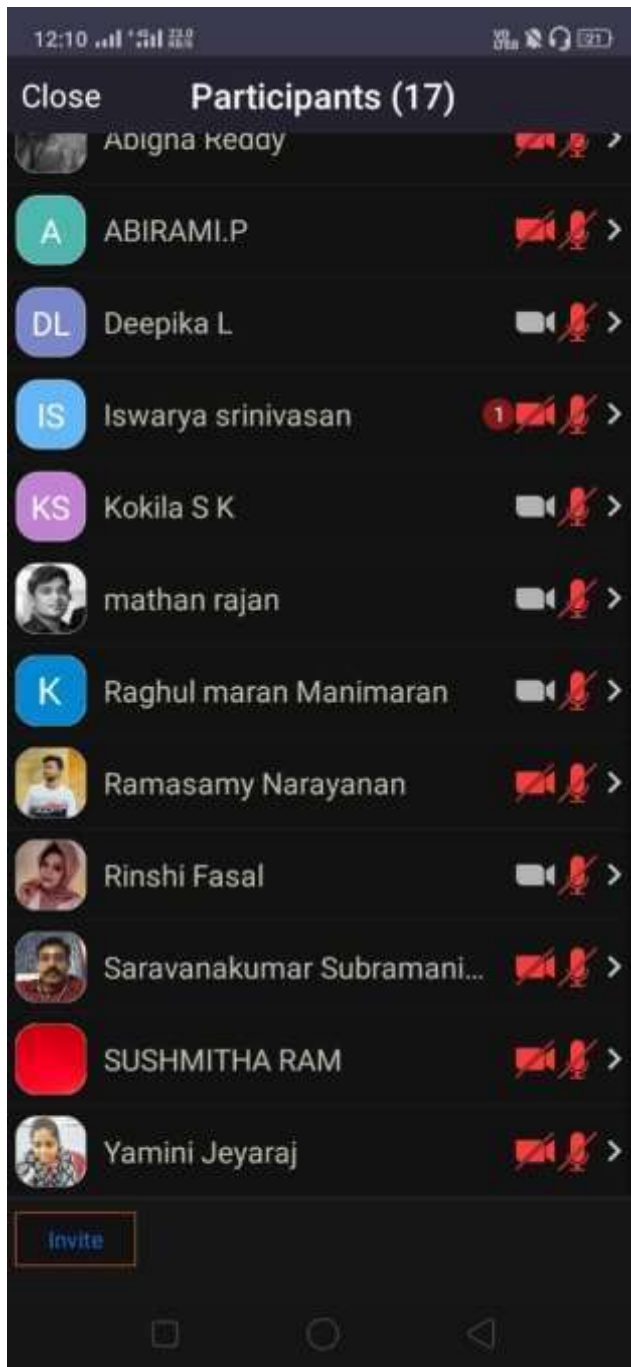 12:10
21
Close Participants (17)
Abigna Reddy
A ABIRAMI.P
DL Deepika L
IS Iswarya srinivasan 1
KS Kokila S K
mathan rajan
K Raghul maran Manimaran
Ramasamy Narayanan
Rinshi Fasal
Saravanakumar Subramani...
SUSHMITHA RAM
Yamini Jeyaraj
Invite